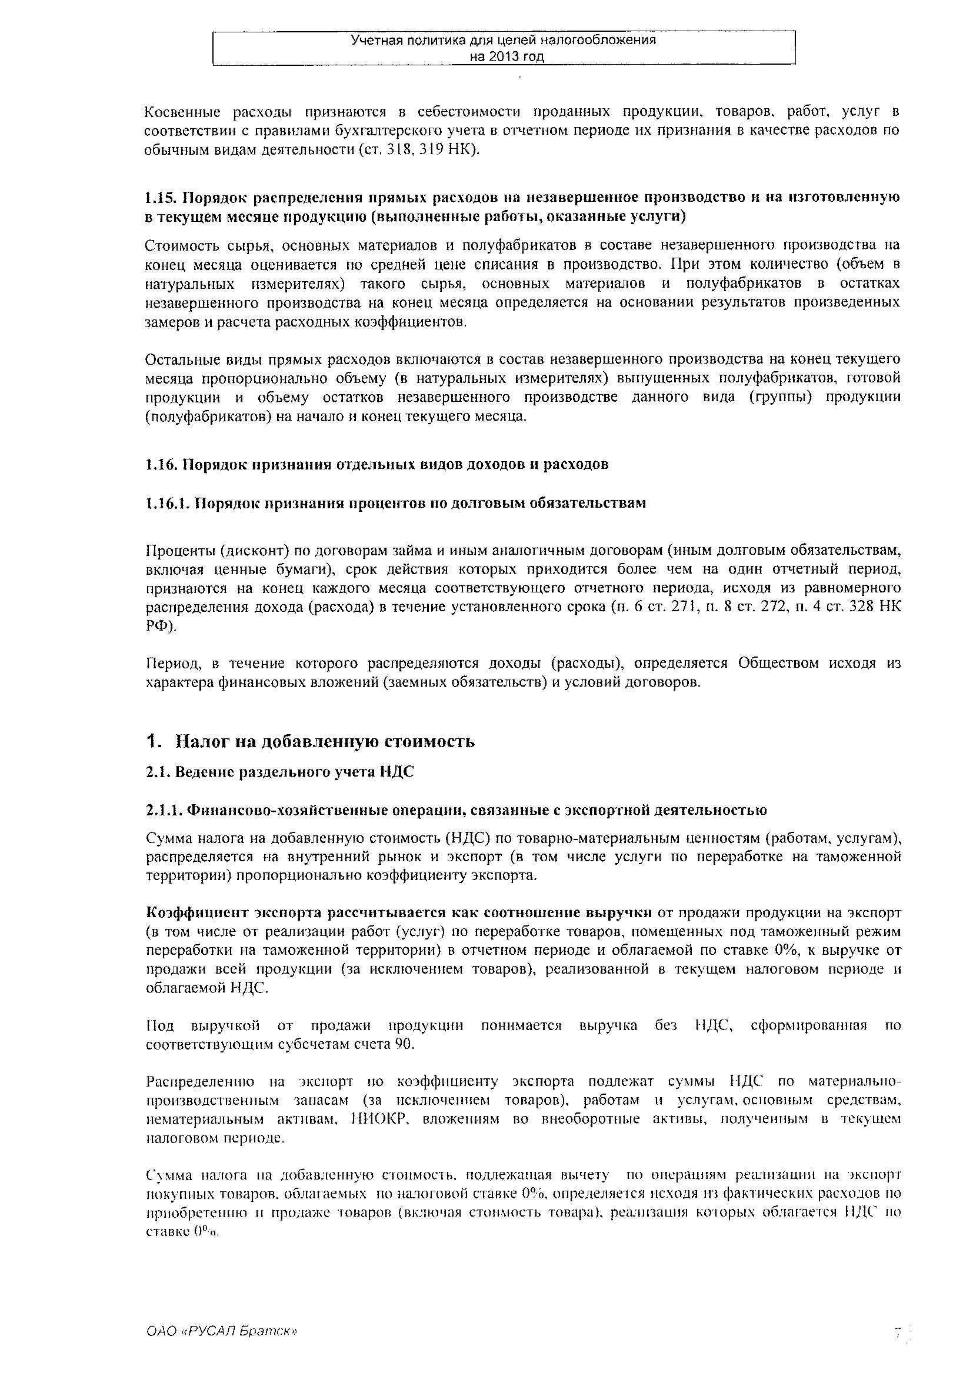 Учетная политика для целей налогообложения
на 2013 год
Косвенные расходы признаются в себестоимости проданных продукции, товаров, работ, услуг в
соответствии с правилами бухгалтерского учета в отчетном периоде их признания в качестве расходов по
обычным видам деятельности (ст. 318, 319 НК).
1.15. Порядок распределения прямых расходов на незавершенное производство и на изготовленную
в текущем месяце продукцию (выполненные работы, оказанные услуги)
Стоимость сырья, основных материалов и полуфабрикатов в составе незавершенного производства на
конец месяца оценивается по средней цене списания в производство. При этом количество (объем в
натуральных измерителях) такого сырья, основных материалов и полуфабрикатов в остатках
незавершенного производства на конец месяца определяется на основании результатов произведенных
замеров и расчета расходных коэффициентов.
Остальные виды прямых расходов включаются в состав незавершенного производства на конец текущего
месяца пропорционально объему (в натуральных измерителях) выпущенных полуфабрикатов, готовой
продукции и объему остатков незавершенного производстве данного вида (группы) продукции
(полуфабрикатов) на начало и конец текущего месяца.
1.16. Порядок признания отдельных видов доходов и расходов
1.16.1. Порядок признания процентов по долговым обязательствам
Проценты (дисконт) по договорам займа и иным аналогичным договорам (иным долговым обязательствам,
включая ценные бумаги), срок действия которых приходится более чем на один отчетный период,
признаются на конец каждого месяца соответствующего отчетного периода, исходя из равномерного
распределения дохода (расхода) в течение установленного срока (п. 6 ст. 271, п. 8 ст. 272, п. 4 ст. 328 НК
РФ).
Период, в течение которого распределяются доходы (расходы), определяется Обществом исходя из
характера финансовых вложений (заемных обязательств) и условий договоров.
1. Налог на добавленную стоимость
2.1. Ведение раздельного учета НДС
2.1.1. Финансово-хозяйственные операции, связанные с экспортной деятельностью
Сумма налога на добавленную стоимость (НДС) по товарно-материальным ценностям (работам, услугам),
распределяется на внутренний рынок и экспорт (в том числе услуги по переработке на таможенной
территории) пропорционально коэффициенту экспорта.
Коэффициент экспорта рассчитывается как соотношение выручки от продажи продукции на экспорт
(в том числе от реализации работ (услуг) по переработке товаров, помещенных под таможенный режим
переработки на таможенной территории) в отчетном периоде и облагаемой по ставке 0%, к выручке от
продажи всей продукции (за исключением товаров), реализованной в текущем налоговом периоде и
облагаемой НДС.
Под выручкой от продажи продукции понимается выручка без НДС, сформированная по
соответствующим субсчетам счета 90.
Распределению на экспорт по коэффициенту экспорта подлежат суммы НДС по материально-
производственным запасам (за исключением товаров), работам и услугам, основным средствам,
нематериальным активам, НИОКР, вложениям во внеоборотные активы, полученным в текущем
налоговом периоде.
Сумма налога на добавленную стоимость, подлежащая вычету по операциям реализации на экспорт
покупных товаров, облагаемых по налоговой ставке 0%, определяется исходя из фактических расходов по
приобретению и продаже товаров (включая стоимость товара), реализация которых облагается НДС по
ставке 0%.
ОАО «РУСАЛ Братск»
7